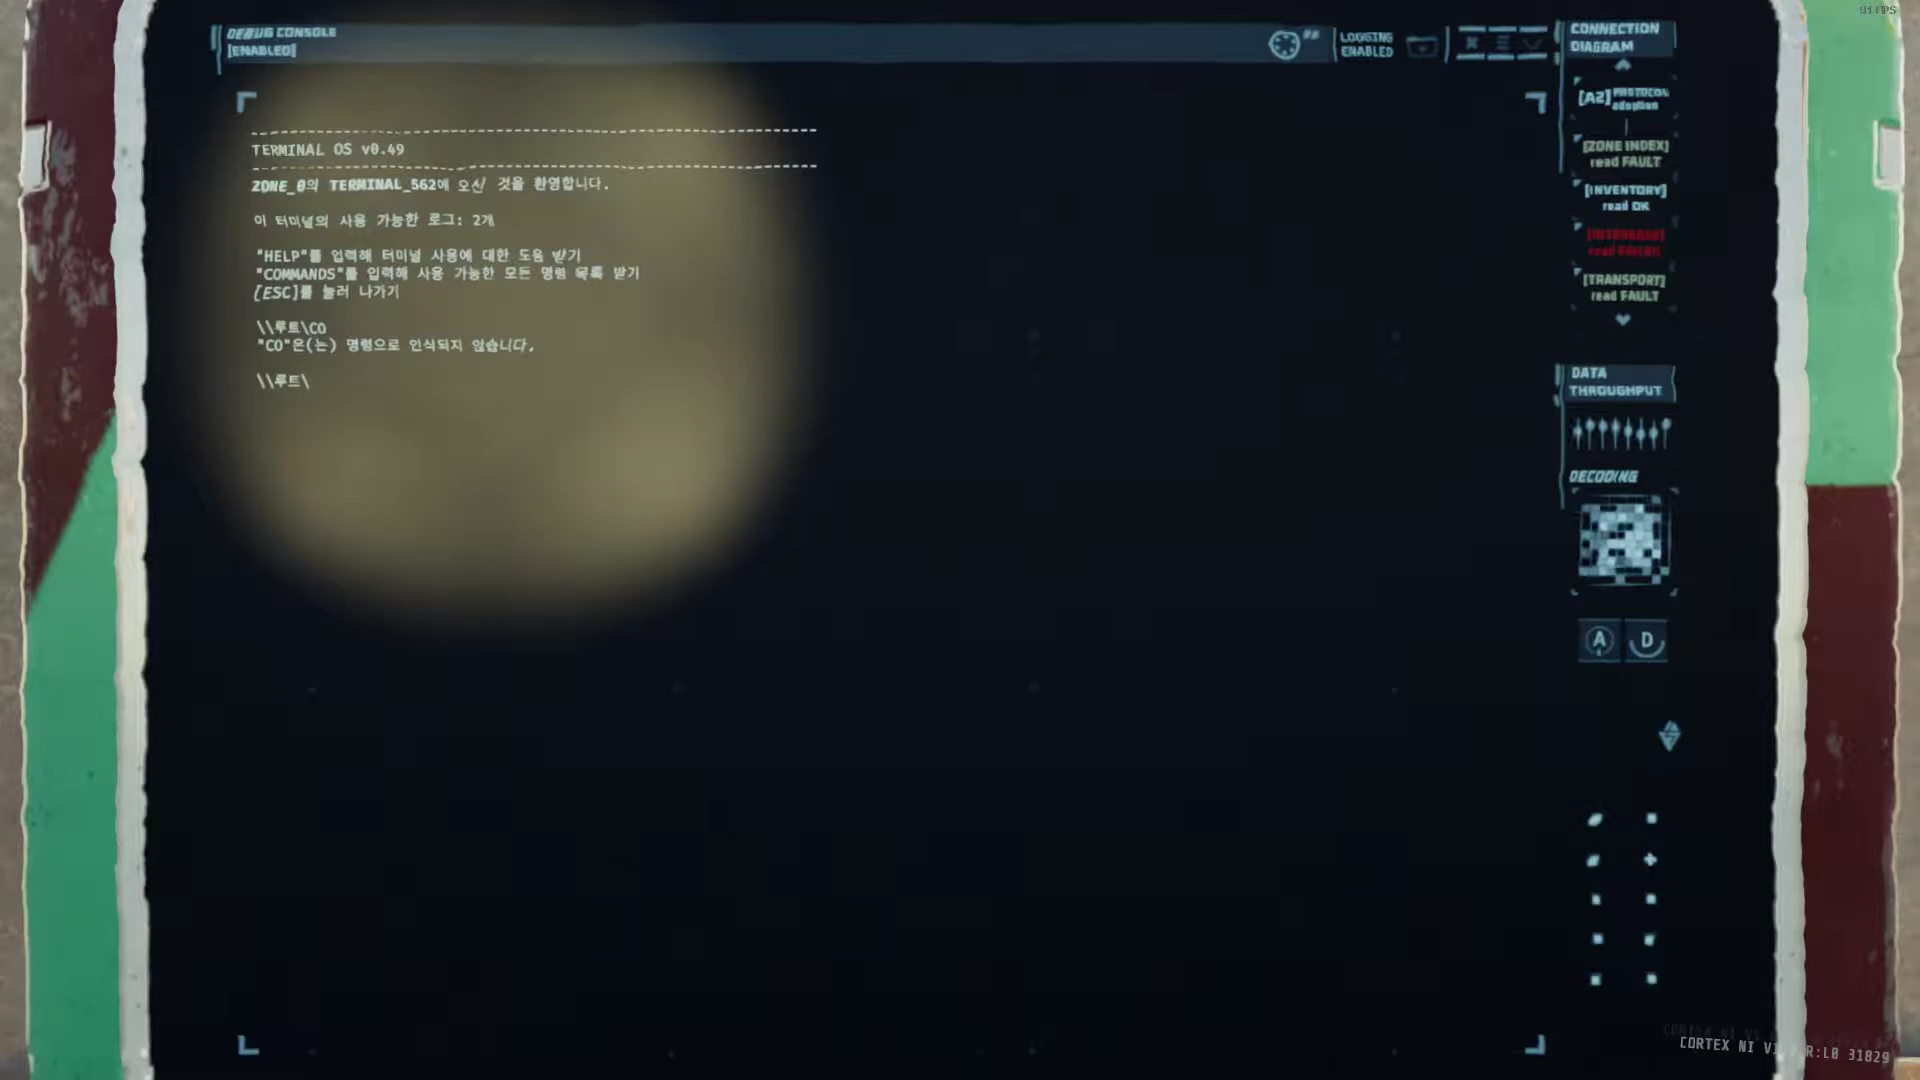 DEBUG CONSOLE
[ENABLED]
LOGGING
ENABLED
CONNECTION
DIAGRAM
[A2] PROTOCOL
adoption
[ZONE INDEX]
read FAULT
[INVENTORY]
read OK
[TRANSPORT]
read FAULT
DATA
THROUGHPUT
DECODING
A D
TERMINAL OS v0.49
ZONE_0의 TERMINAL_562에 오신 것을 환영합니다.
이 터미널의 사용 가능한 로그: 2개
"HELP"를 입력해 터미널 사용에 대한 도움 받기
"COMMANDS"를 입력해 사용 가능한 모든 명령 목록 받기
[ESC]를 눌러 나가기
\\루트\CO
"CO"은(는) 명령으로 인식되지 않습니다.
\\루트\
CORTEX NI R:L0 31829